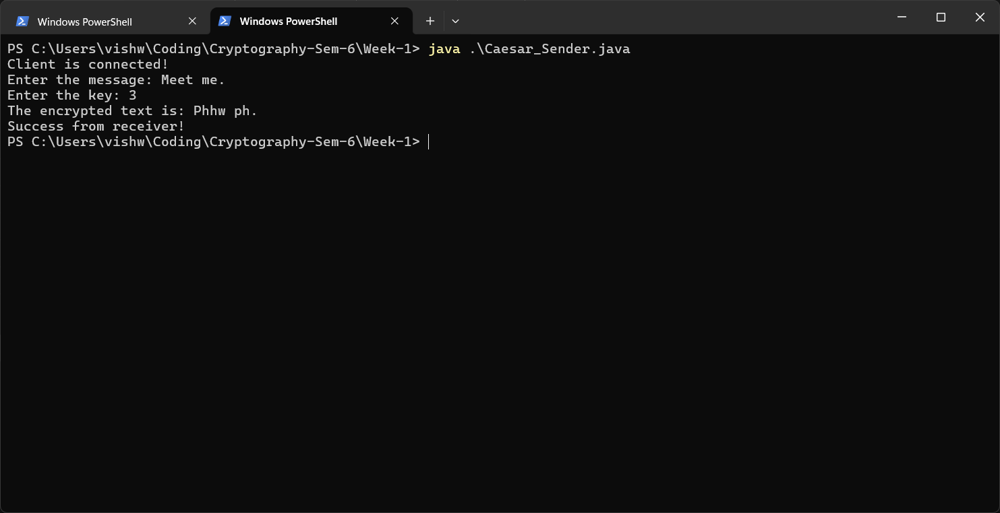 Windows PowerShell
Windows PowerShell
PS C:\Users\vishw\Coding\Cryptography-Sem-6\Week-1> java .\Caesar_Sender.java
Client is connected!
Enter the message: Meet me.
Enter the key: 3
The encrypted text is: Phhw ph.
Success from receiver!
PS C:\Users\vishw\Coding\Cryptography-Sem-6\Week-1>